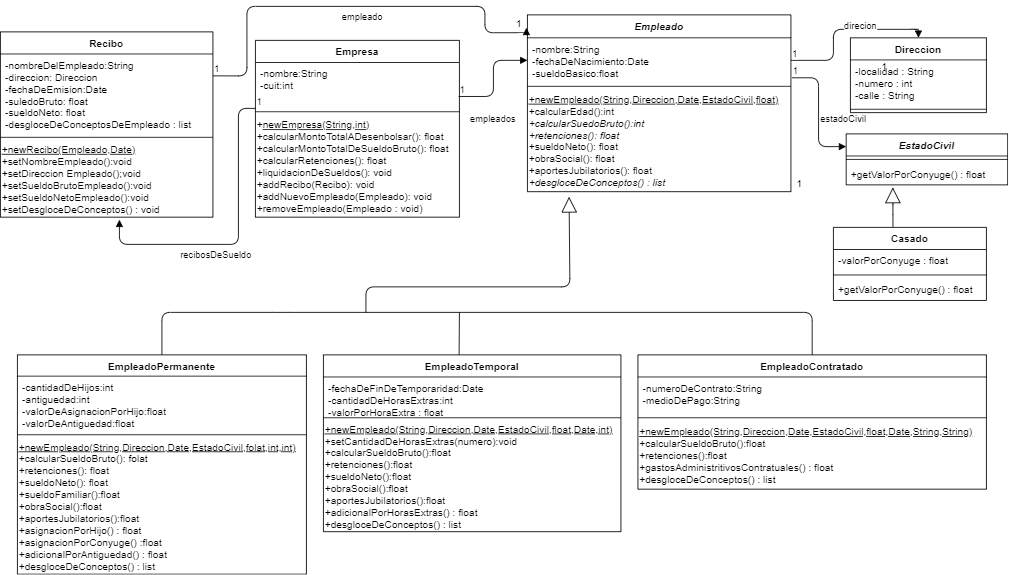 Recibo
-nombreDelEmpleado:String
-direccion: Direccion
-fechaDeEmision:Date
-suledoBruto: float
-sueldoNeto: float
-desgloceDeConceptosDeEmpleado : list
+newRecibo(Empleado,Date)
+setNombreEmpleado():void
+setDireccion Empleado();void
+setSueldoBrutoEmpleado():void
+setSueldoNetoEmpleado():void
+setDesgloceDeConceptos() : void
1
empleado
1
Empresa
-nombre:String
-cuit:int
1
+newEmpresa(String,int)
+calcularMontoTotalADesenbolsar(): float
+calcularMontoTotalDeSueldoBruto(): float
+calcularRetenciones(): float
+liquidacionDeSueldos(): void
+addRecibo(Recibo): void
+addNuevoEmpleado(Empleado): void
+removeEmpleado(Empleado : void)
1
empleados
recibosDeSueldo
Empleado
-nombre:String
-fechaDeNacimiento:Date
-sueldoBasico:float
+newEmpleado(String,Direccion,Date,EstadoCivil,float)
+calcularEdad():int
+calcularSuedoBruto():int
+retenciones(): float
+sueldoNeto(): float
+obraSocial(): float
+aportesJubilatorios(): float
+desgloceDeConceptos() : list
1
direcion
1
1
estadoCivil
1
Direccion
-localidad : String
-numero : int
-calle : String
EstadoCivil
+getValorPorConyuge() : float
Casado
-valorPorConyuge : float
+getValorPorConyuge() : float
EmpleadoPermanente
-cantidadDeHijos:int
-antiguedad:int
-valorDeAsignacionPorHijo:float
-valorDeAntiguedad:float
+newEmpleado(String,Direccion,Date,EstadoCivil,folat,int,int)
+calcularSueldoBruto(): folat
+retenciones(): float
+sueldoNeto(): float
+sueldoFamiliar():float
+obraSocial():float
+aportesJubilatorios():float
+asignacionPorHijo() : float
+asignacionPorConyuge() :float
+adicionalPorAntiguedad() : float
+desgloceDeConceptos() : list
EmpleadoTemporal
-fechaDeFinDeTemporaridad:Date
-cantidadDeHorasExtras:int
-valorPorHoraExtra : float
+newEmpleado(String,Direccion,Date,EstadoCivil,float,Date,int)
+setCantidadDeHorasExtras(numero):void
+calcularSueldoBruto():float
+retenciones():float
+sueldoNeto():float
+obraSocial():float
+aportesJubilatorios():float
+adicionalPorHorasExtras() : float
+desgloceDeConceptos() : list
EmpleadoContratado
-numeroDeContrato:String
-medioDePago:String
+newEmpleado(String,Direccion,Date,EstadoCivil,float,Date,String,String)
+calcularSueldoBruto():float
+retenciones():float
+gastosAdministritivosContratuales() : float
+desgloceDeConceptos() : list